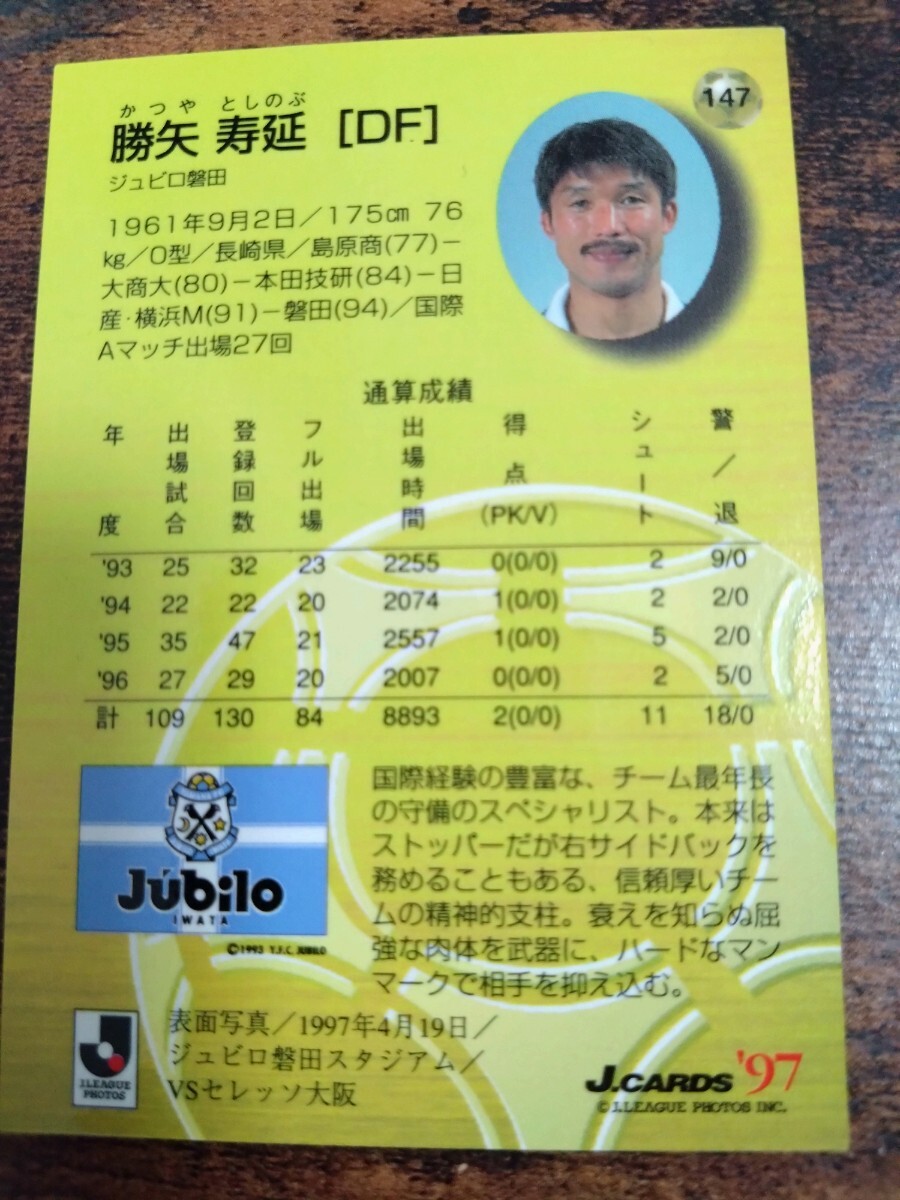 147
かつや としのぶ
勝矢 寿延 [DF]
ジュビロ磐田
1961年9月2日／175㎝ 76
kg／O型／長崎県／島原商(77)－
大商大(80)－本田技研(84)－日
産・横浜M(91)－磐田(94)／国際
Aマッチ出場27回
通算成績
年度 出場試合 登録回数 フル出場 出場時間 得点(PK/V) シュート 警／退
'93 25 32 23 2255 0(0/0) 2 9/0
'94 22 22 20 2074 1(0/0) 2 2/0
'95 35 47 21 2557 1(0/0) 5 2/0
'96 27 29 20 2007 0(0/0) 2 5/0
計 109 130 84 8893 2(0/0) 11 18/0
Júbilo
IWATA
©1993 Y.F.C. JUBILO
国際経験の豊富な、チーム最年長
の守備のスペシャリスト。本来は
ストッパーだが右サイドバックを
務めることもある、信頼厚いチー
ムの精神的支柱。衰えを知らぬ屈
強な肉体を武器に、ハードなマン
マークで相手を抑え込む。
J.LEAGUE
PHOTOS
表面写真／1997年4月19日／
ジュビロ磐田スタジアム／
VSセレッソ大阪
J.CARDS '97
© J.LEAGUE PHOTOS INC.